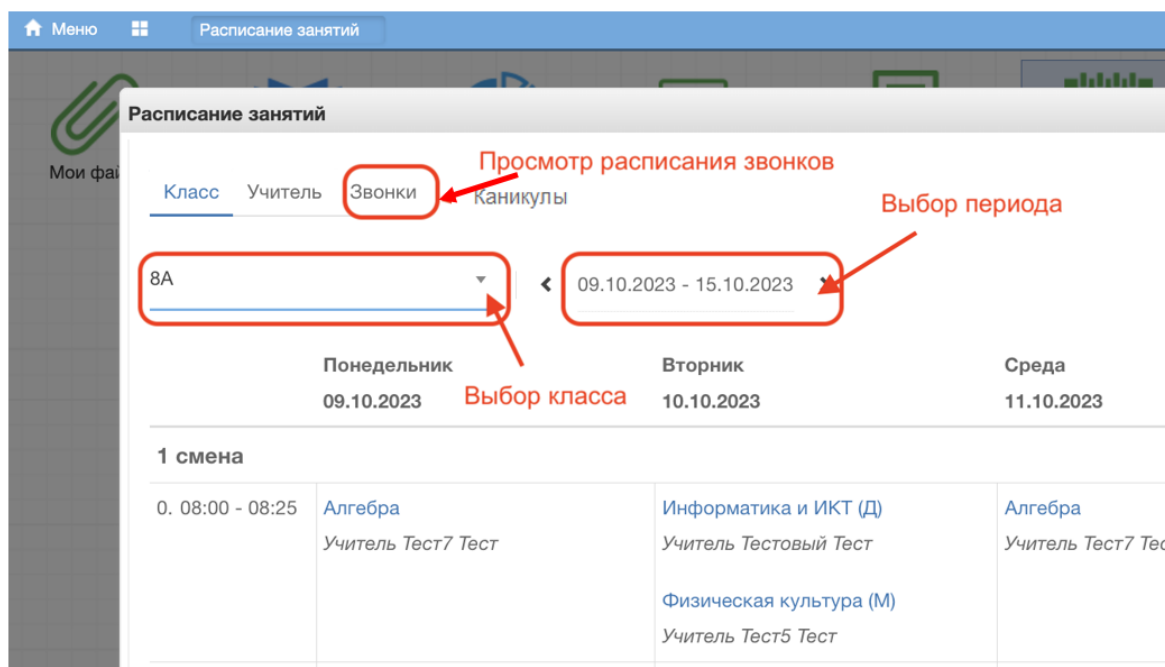 Меню Расписание занятий
Расписание занятий
Мои фай
Просмотр расписания звонков
Класс Учитель Звонки Каникулы
Выбор периода
8А 09.10.2023 - 15.10.2023
Понедельник Вторник Среда
09.10.2023 Выбор класса 10.10.2023 11.10.2023
1 смена
0. 08:00 - 08:25 Алгебра Информатика и ИКТ (Д) Алгебра
Учитель Тест7 Тест Учитель Тестовый Тест Учитель Тест7 Тес
Физическая культура (М)
Учитель Тест5 Тест